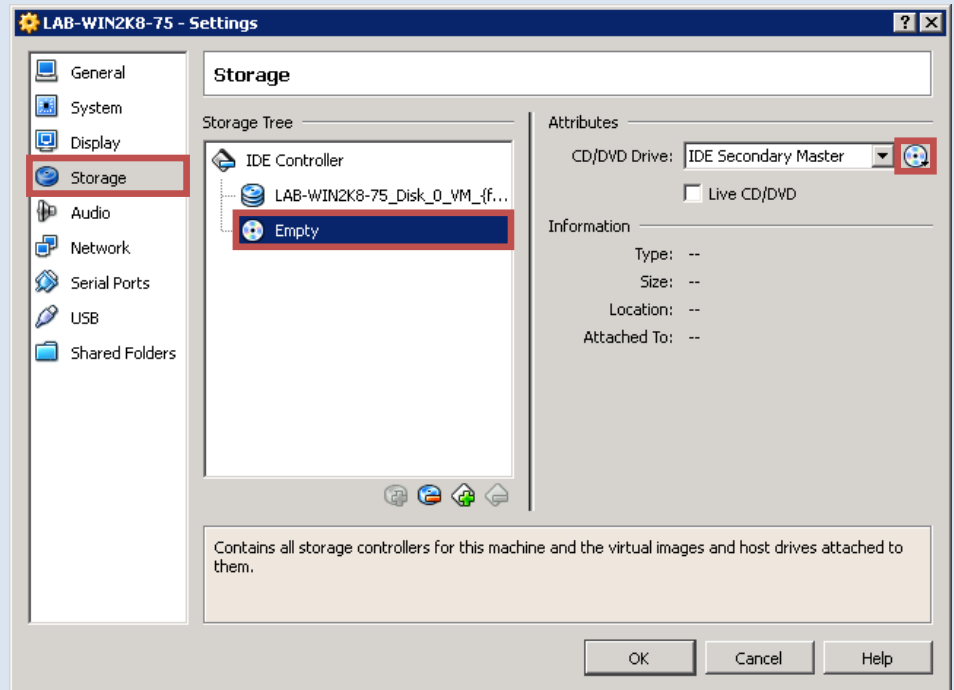 LAB-WIN2K8-75 - Settings
General
System
Display
Storage
Audio
Network
Serial Ports
USB
Shared Folders
Storage
Storage Tree
IDE Controller
LAB-WIN2K8-75_Disk_0_VM_{f...
Empty
Attributes
CD/DVD Drive: IDE Secondary Master
Live CD/DVD
Information
Type: --
Size: --
Location: --
Attached To: --
Contains all storage controllers for this machine and the virtual images and host drives attached to
them.
OK Cancel Help